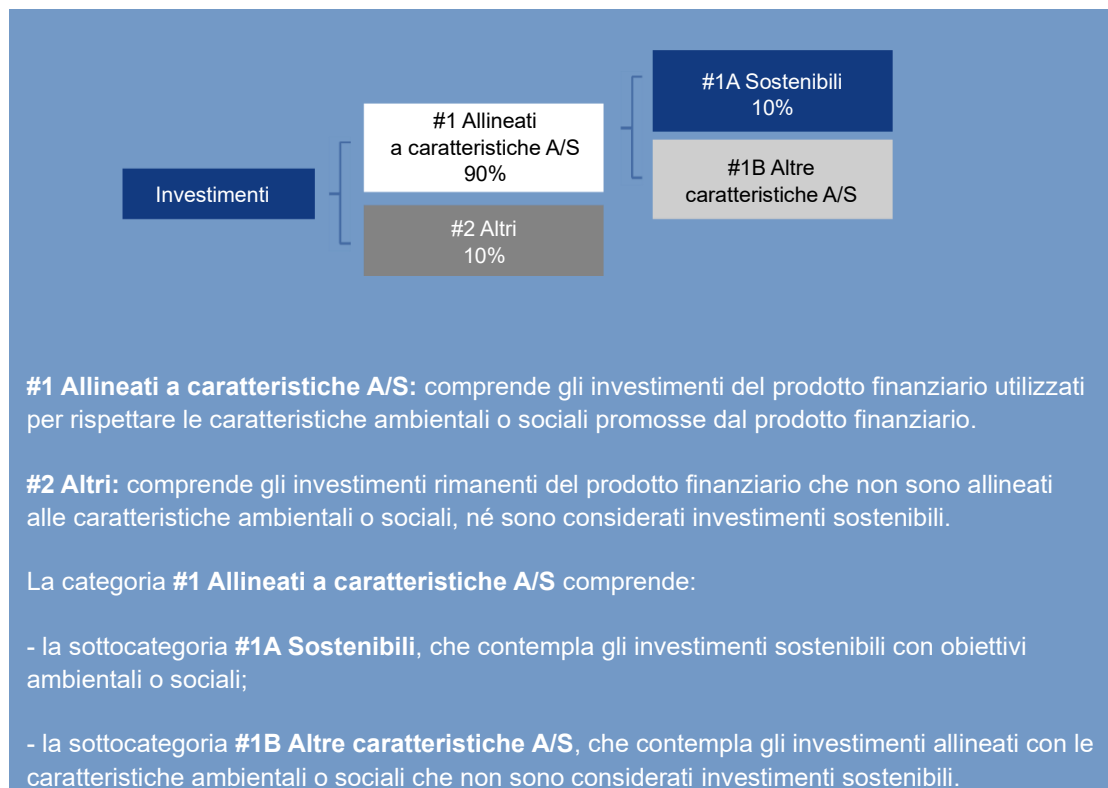 #1A Sostenibili
10%
#1 Allineati
a caratteristiche A/S
90%
#1B Altre
caratteristiche A/S
Investimenti
#2 Altri
10%
#1 Allineati a caratteristiche A/S: comprende gli investimenti del prodotto finanziario utilizzati
per rispettare le caratteristiche ambientali o sociali promosse dal prodotto finanziario.
#2 Altri: comprende gli investimenti rimanenti del prodotto finanziario che non sono allineati
alle caratteristiche ambientali o sociali, né sono considerati investimenti sostenibili.
La categoria #1 Allineati a caratteristiche A/S comprende:
- la sottocategoria #1A Sostenibili, che contempla gli investimenti sostenibili con obiettivi
ambientali o sociali;
- la sottocategoria #1B Altre caratteristiche A/S, che contempla gli investimenti allineati con le
caratteristiche ambientali o sociali che non sono considerati investimenti sostenibili.